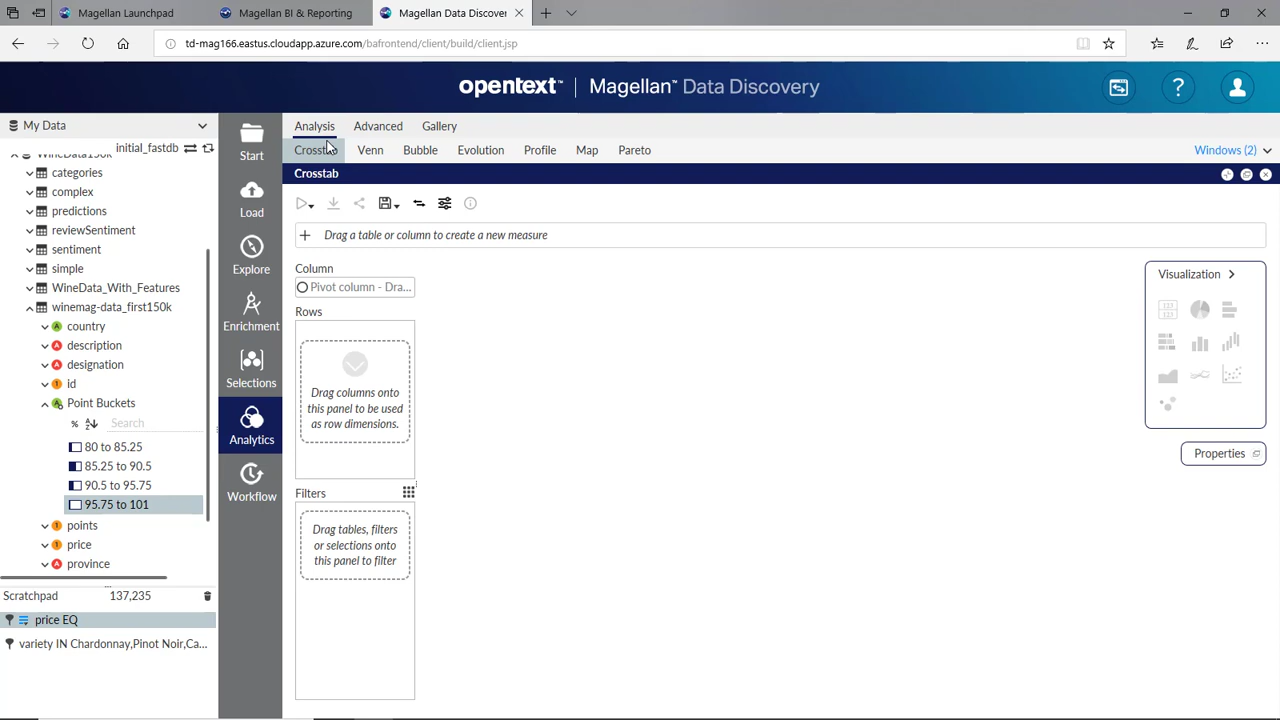 Magellan Launchpad
Magellan BI & Reporting
Magellan Data Discover
td-mag166.eastus.cloudapp.azure.com/bafrontend/client/build/client.jsp
opentext™ | Magellan™ Data Discovery
My Data
initial_fastdb
categories
complex
predictions
reviewSentiment
sentiment
simple
WineData_With_Features
winemag-data_first150k
country
description
designation
id
Point Buckets
% Search
80 to 85.25
85.25 to 90.5
90.5 to 95.75
95.75 to 101
points
price
province
Scratchpad 137,235
price EQ
variety IN Chardonnay,Pinot Noir,Ca...
Start
Load
Explore
Enrichment
Selections
Analytics
Workflow
Analysis Advanced Gallery
Venn Bubble Evolution Profile Map Pareto
Windows (2)
Crosstab
Drag a table or column to create a new measure
Column
Pivot column - Dra...
Rows
Drag columns onto
this panel to be used
as row dimensions.
Filters
Drag tables, filters
or selections onto
this panel to filter
Visualization
Properties